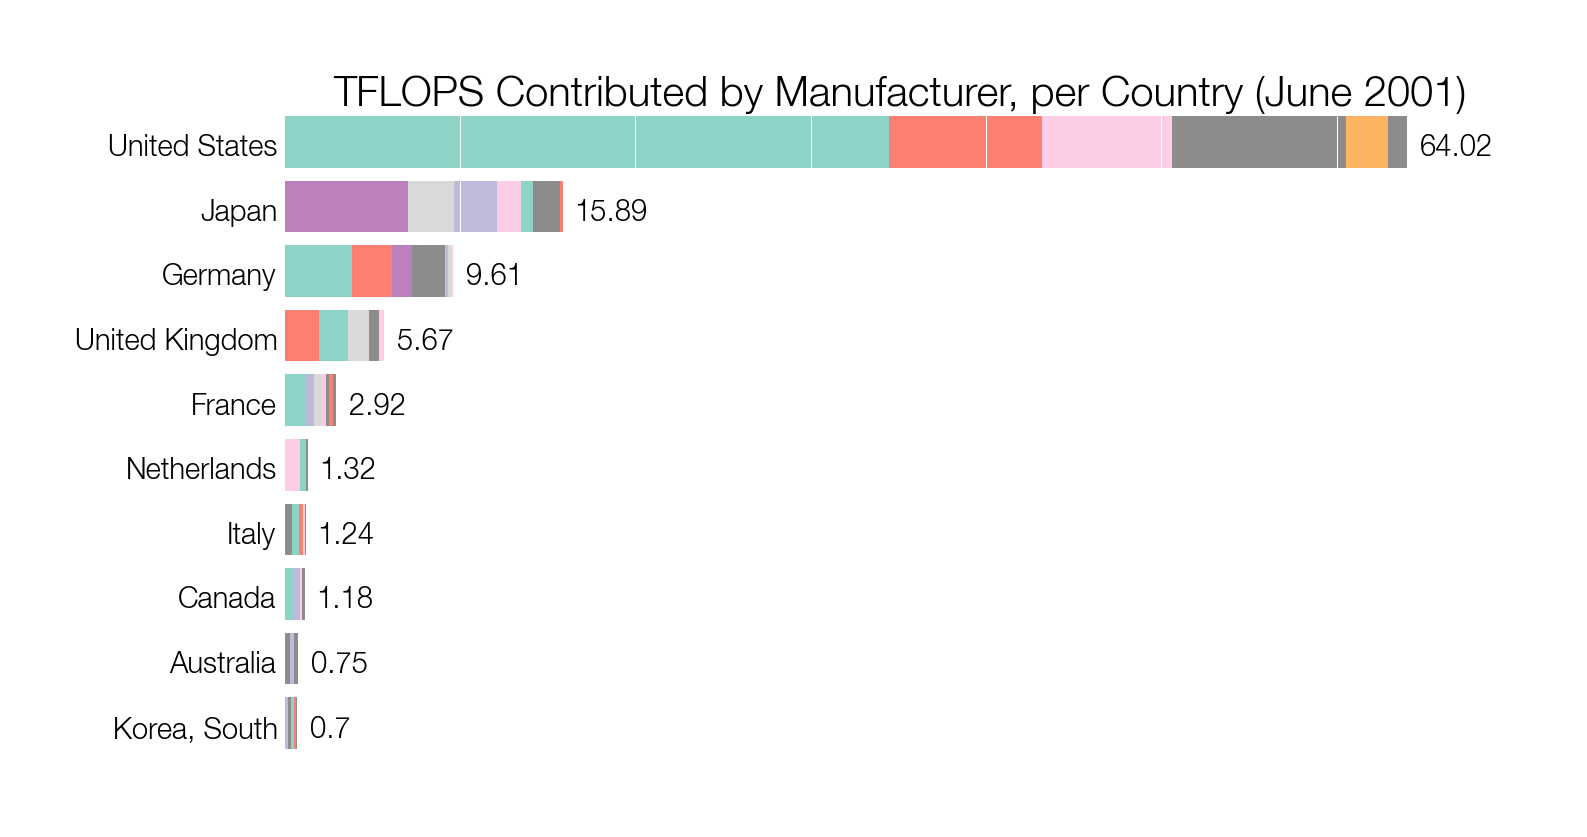 TFLOPS Contributed by Manufacturer, per Country (June 2001)
United States 64.02
Japan 15.89
Germany 9.61
United Kingdom 5.67
France 2.92
Netherlands 1.32
Italy 1.24
Canada 1.18
Australia 0.75
Korea, South 0.7